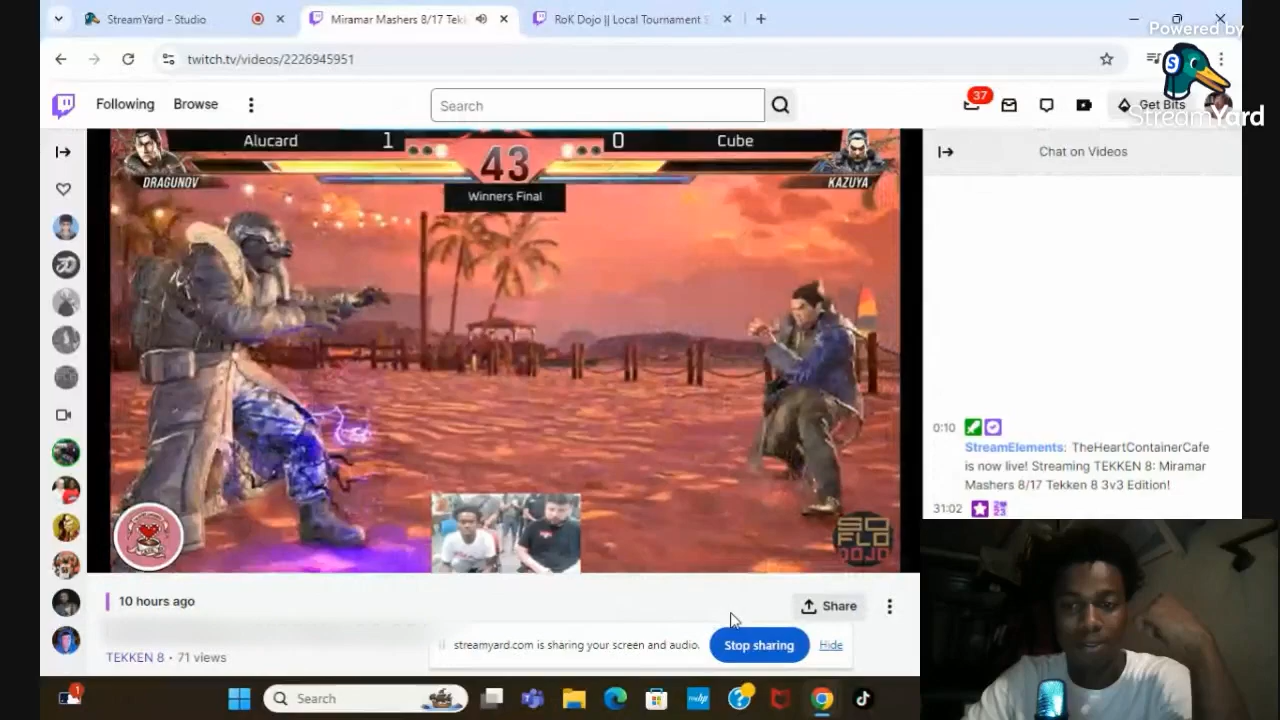 StreamYard - Studio
Miramar Mashers 8/17 Tekk
RoK Dojo || Local Tournament S
Powered by
StreamYard
twitch.tv/videos/2226945951
Following
Browse
Search
37
Get Bits
Alucard
1
43
0
Cube
DRAGUNOV
KAZUYA
Winners Final
Chat on Videos
0:10
StreamElements: TheHeartContainerCafe
is now live! Streaming TEKKEN 8: Miramar
Mashers 8/17 Tekken 8 3v3 Edition!
31:02
SO
FLO
DOJO
10 hours ago
Share
streamyard.com is sharing your screen and audio.
Stop sharing
Hide
TEKKEN 8 • 71 views
1
Search